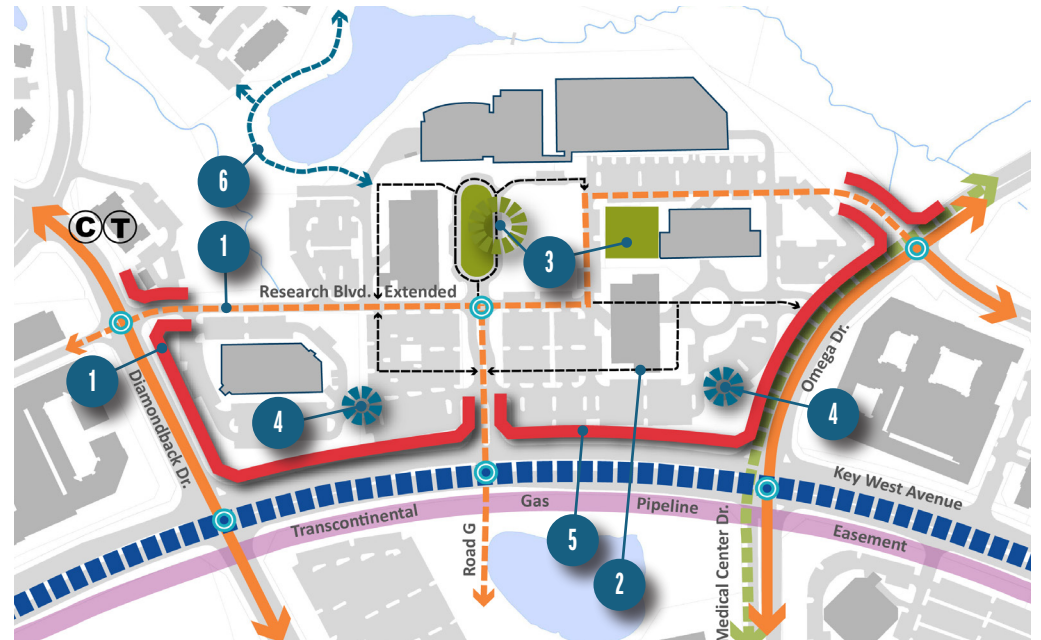 6
C T
1
3
Research Blvd. Extended
1
Diamondback Dr.
4
4
Omega Dr.
Key West Avenue
Transcontinental Gas Pipeline Easement
5
2
Road G
Medical Center Dr.